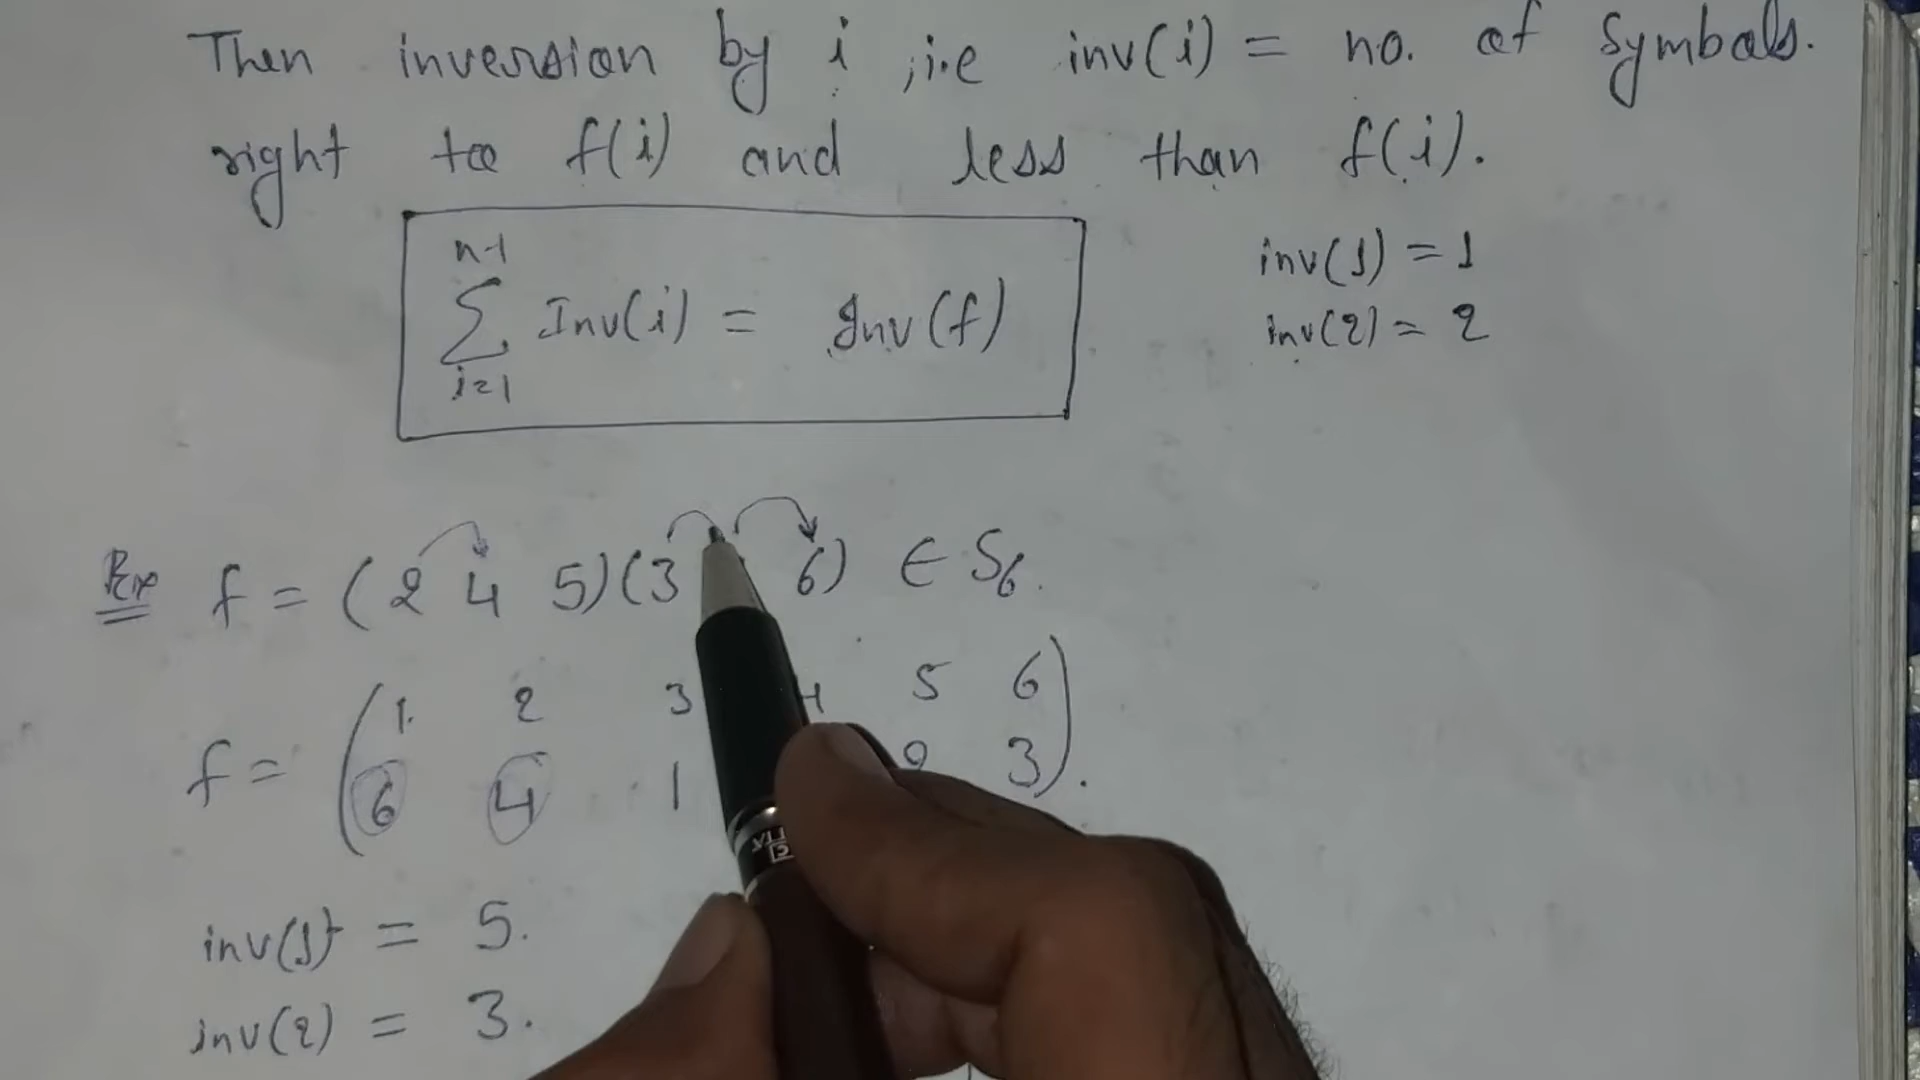 Then inversion by i, i.e inv(i) = no. of symbols.
right to f(i) and less than f(i).
inv(1) = 1
inv(2) = 2
n-1
∑ Inv(i) = Inv(f)
i=1
Ex f = (2 4 5)(3 6) ∈ S6.
1 2 3 4 5 6
f = 6 4 1 2 3.
inv(1) = 5.
inv(2) = 3.